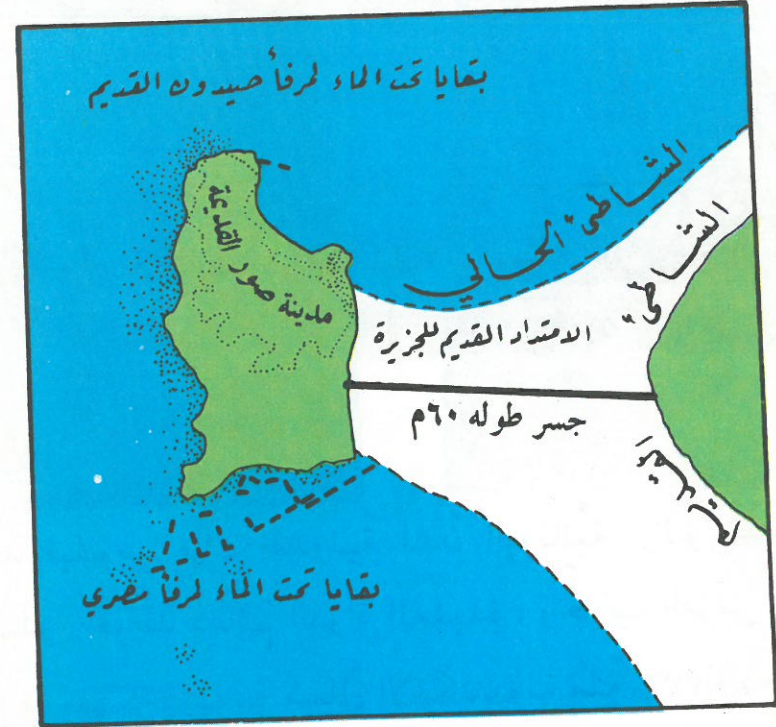 بقايا تحت الماء لمرفأ صيدون القديم
مدينة صور القديمة
الشاطئ الحالي
الشاطئ القديم
الامتداد القديم للجزيرة
جسر طوله ٦٠م
بقايا تحت الماء لمرفأ مصري